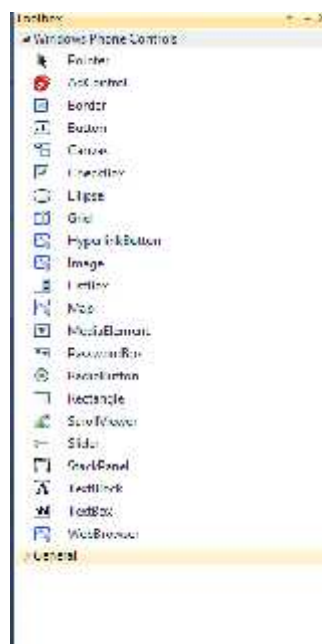 Toolbox
Windows Phone Controls
Pointer
AdControl
Border
Button
Canvas
CheckBox
Ellipse
Grid
HyperlinkButton
Image
ListBox
Map
MediaElement
PasswordBox
RadioButton
Rectangle
ScrollViewer
Slider
StackPanel
TextBlock
TextBox
WebBrowser
General